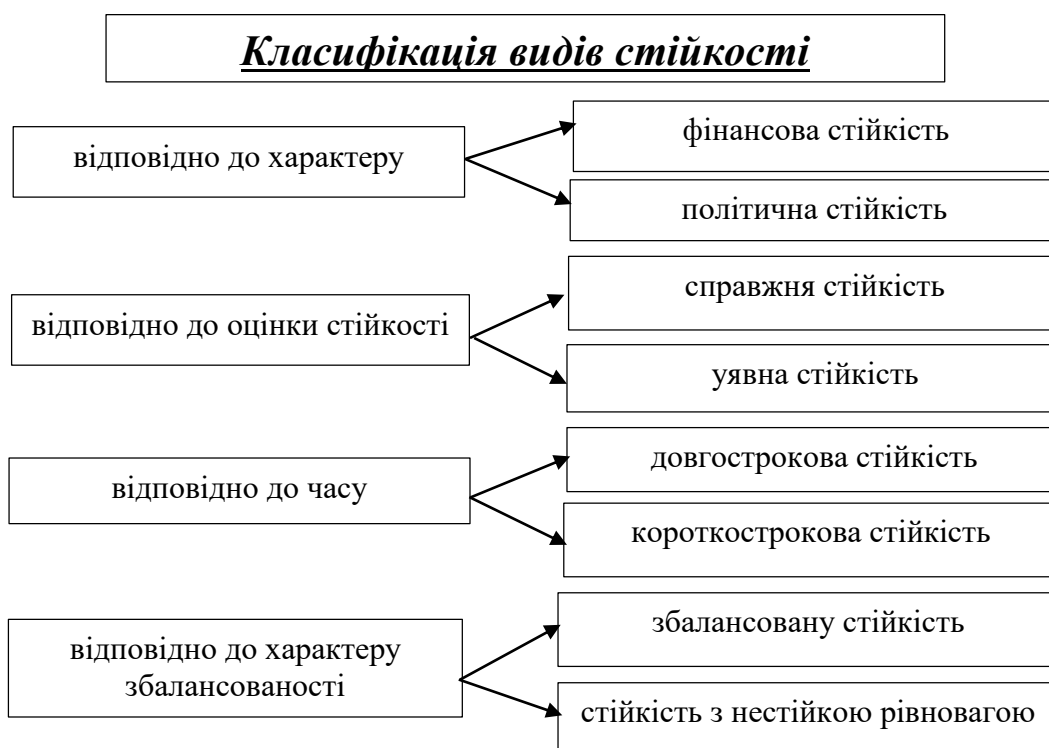 Класифікація видів стійкості
відповідно до характеру
фінансова стійкість
політична стійкість
відповідно до оцінки стійкості
справжня стійкість
уявна стійкість
відповідно до часу
довгострокова стійкість
короткострокова стійкість
відповідно до характеру
збалансованості
збалансовану стійкість
стійкість з нестійкою рівновагою